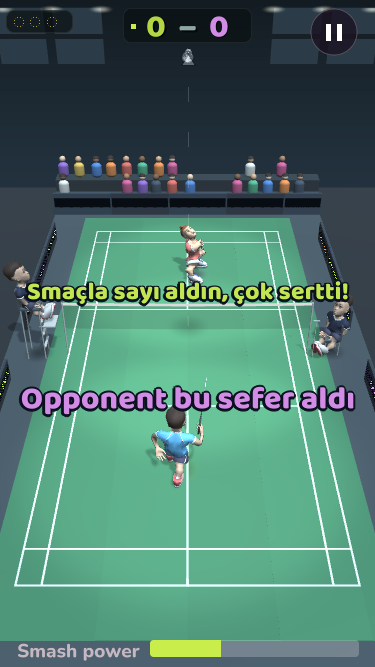 0 – 0
Smaçla sayı aldın, çok sertti!
Opponent bu sefer aldı
Smash power